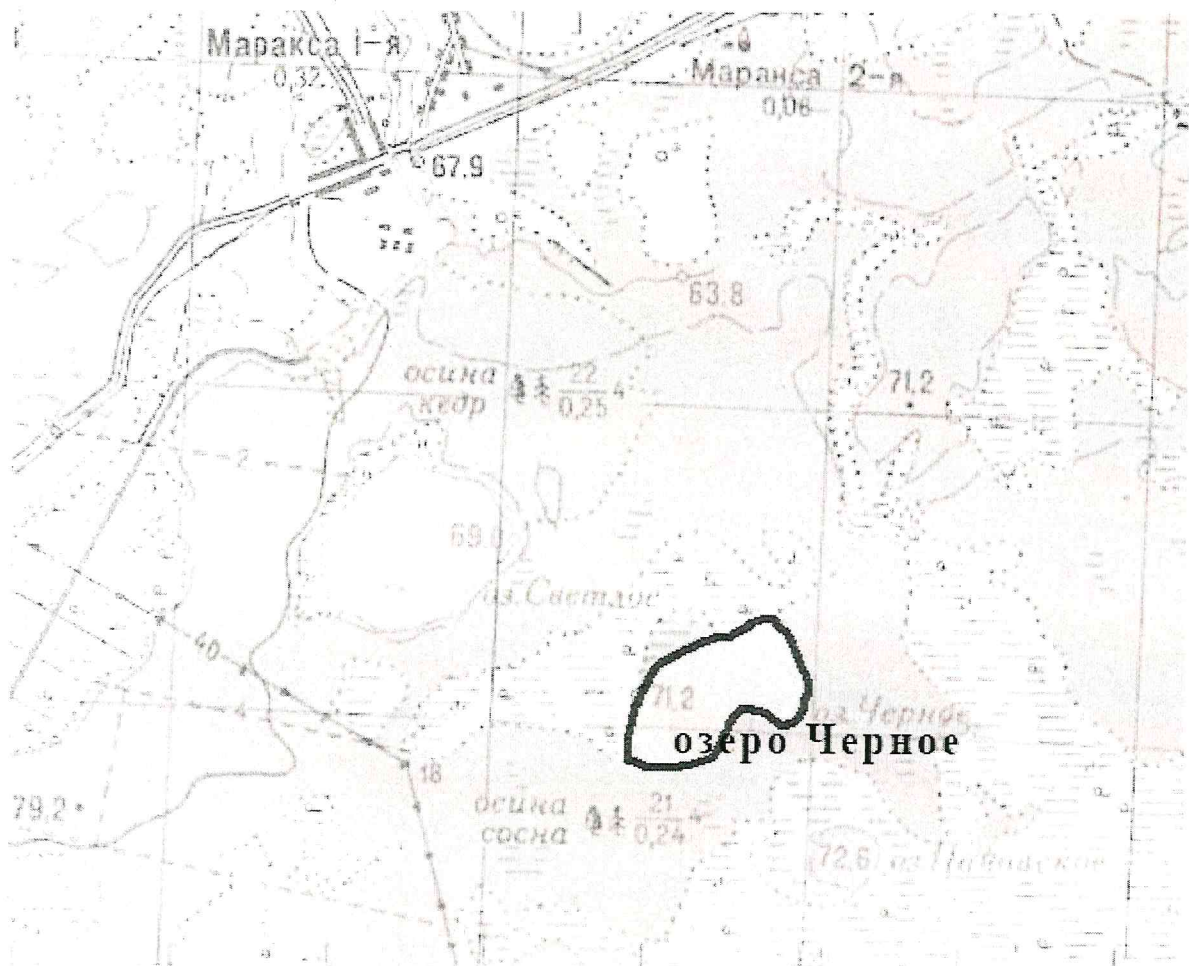 Маракса I-я
0,32
Маракса 2-я
0,06
67.9
63.8
осина
кедр
22
0,25
4
71.2
2
69.0
оз. Светлое
40
4
71.2
оз. Черное
озеро Черное
18
79.2
осина
сосна
21
0,24
4
72.6